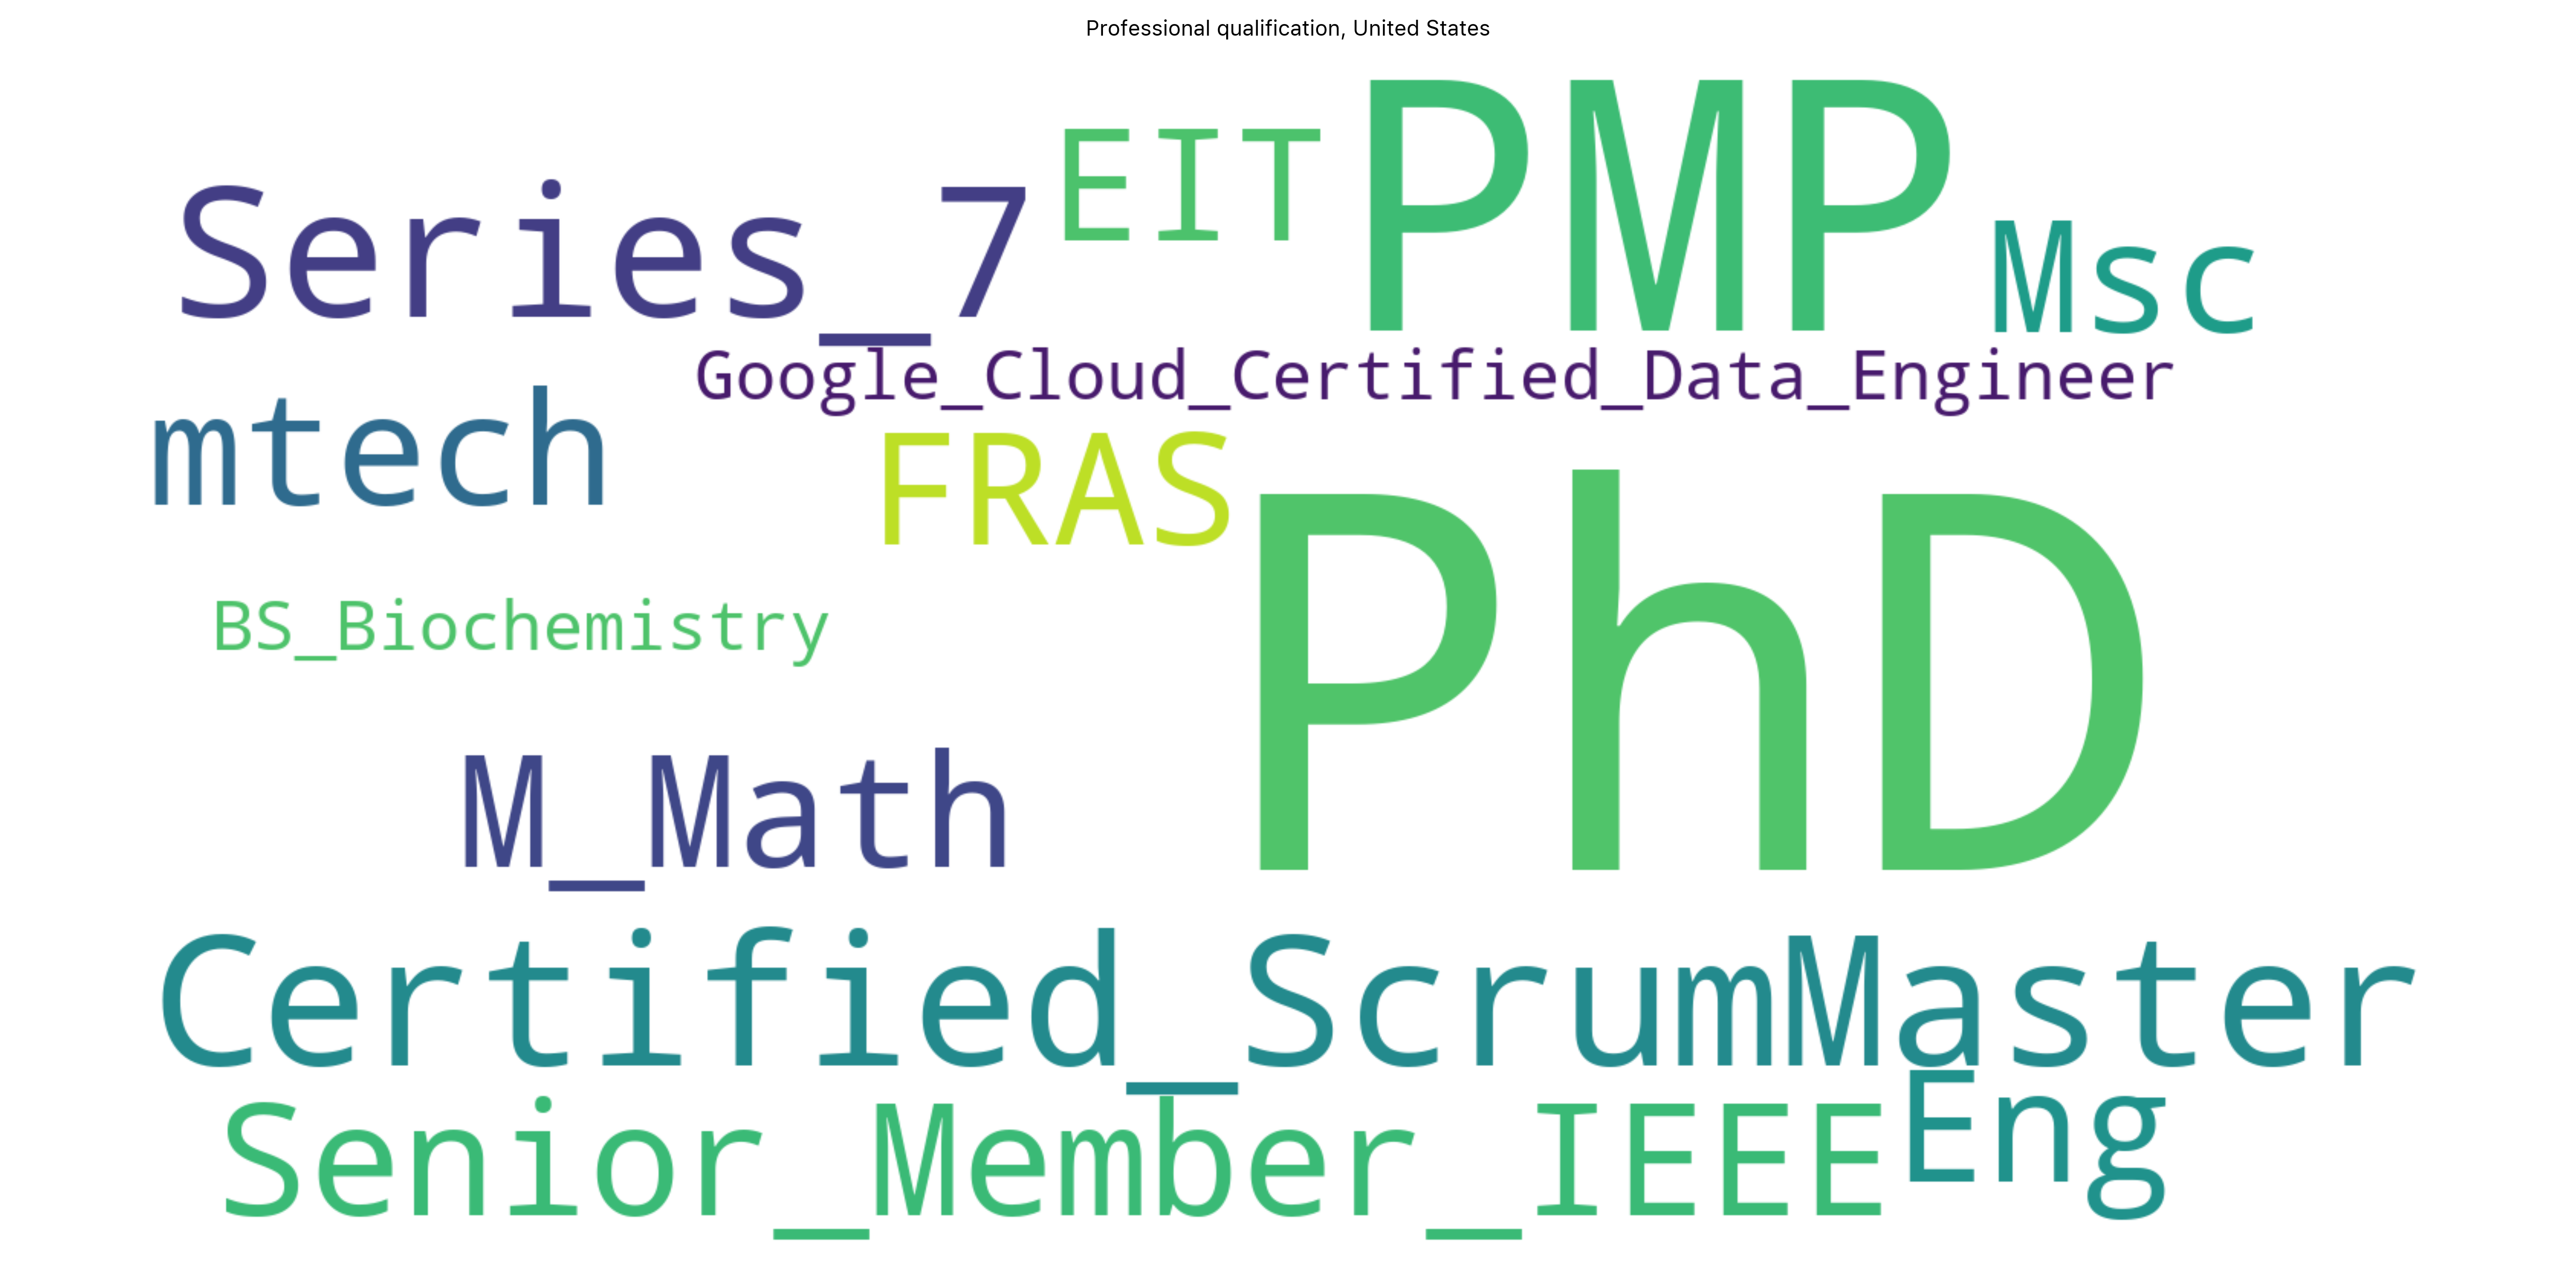 Professional qualification, United States
Series_7
EIT
PMP
Msc
Google_Cloud_Certified_Data_Engineer
mtech
FRAS
PhD
BS_Biochemistry
M_Math
Certified_ScrumMaster
Senior_Member_IEEE
Eng